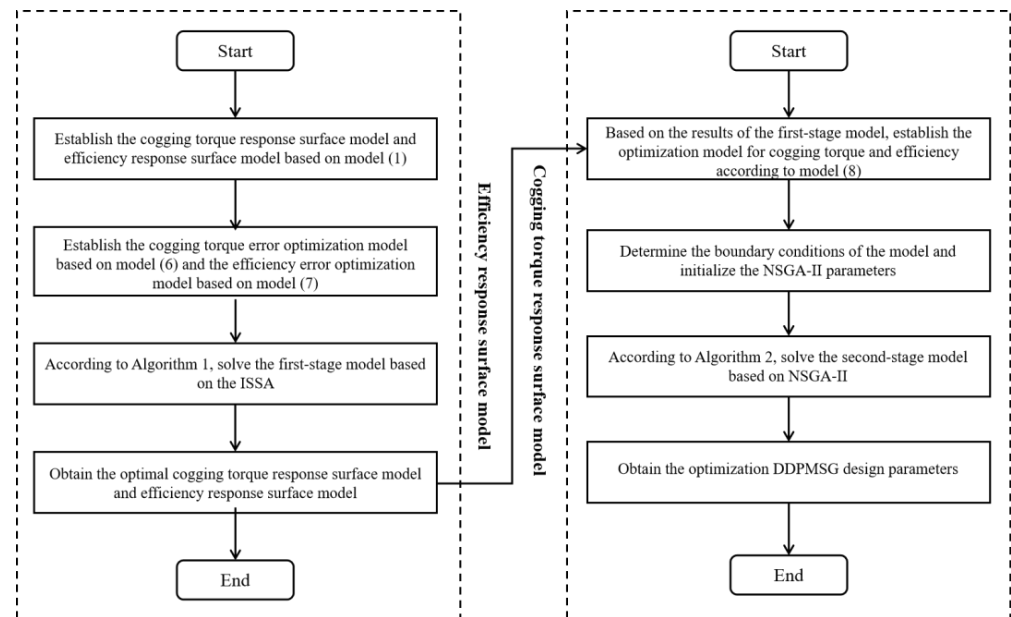 Start
Establish the cogging torque response surface model and
efficiency response surface model based on model (1)
Establish the cogging torque error optimization model
based on model (6) and the efficiency error optimization
model based on model (7)
According to Algorithm 1, solve the first-stage model based
on the ISSA
Obtain the optimal cogging torque response surface model
and efficiency response surface model
End
Efficiency response surface model
Cogging torque response surface model
Start
Based on the results of the first-stage model, establish the
optimization model for cogging torque and efficiency
according to model (8)
Determine the boundary conditions of the model and
initialize the NSGA-II parameters
According to Algorithm 2, solve the second-stage model
based on NSGA-II
Obtain the optimization DDPMSG design parameters
End